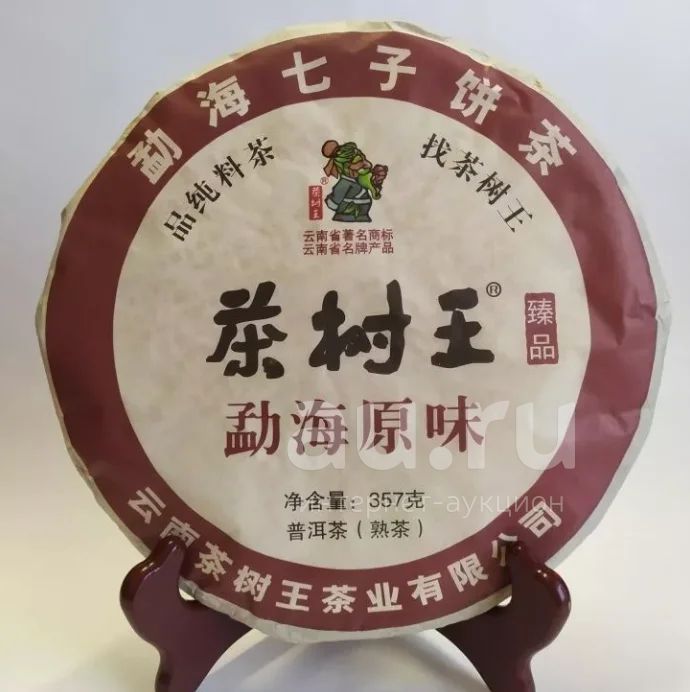 勐海七子饼茶
品纯料茶
找茶树王
茶树王®
云南省著名商标
云南省名牌产品
茶树王®
臻品
勐海原味
净含量：357克
普洱茶（熟茶）
云南茶树王茶业有限公司
au.ru
интернет-аукцион